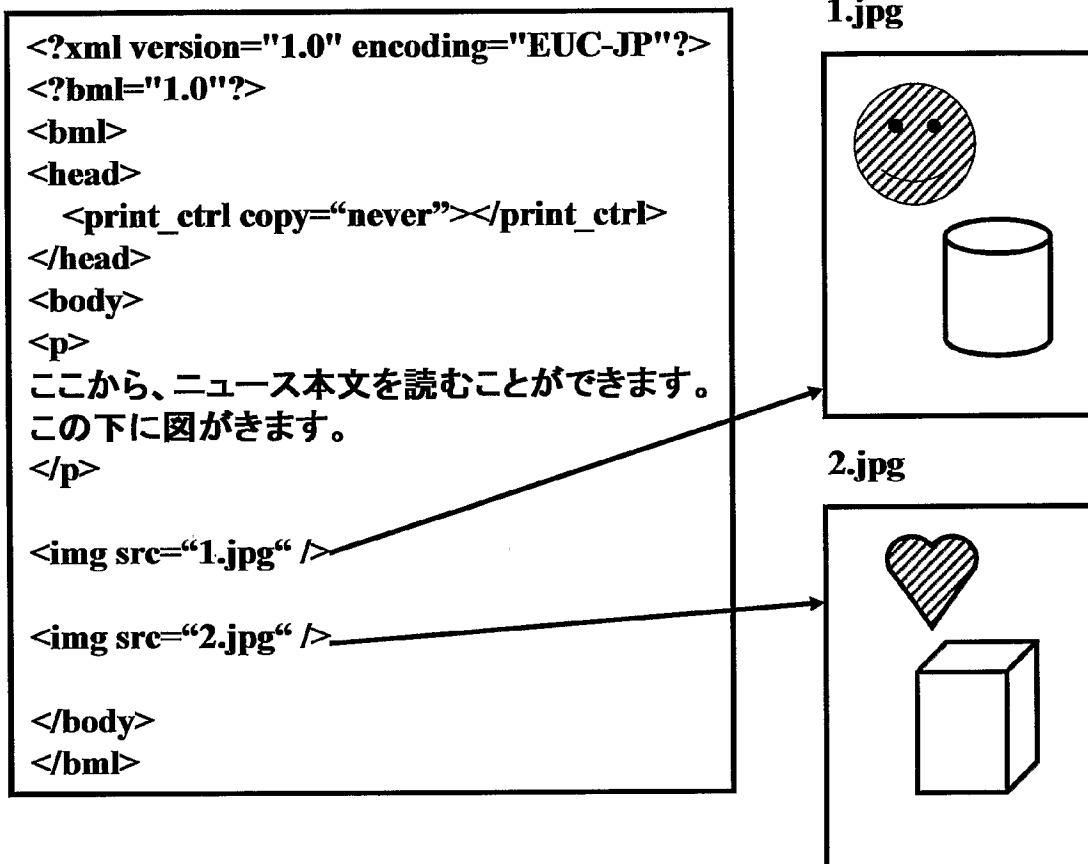 <?xml version="1.0" encoding="EUC-JP"?>
<?bml="1.0"?>
<bml>
<head>
<print_ctrl copy=“never”></print_ctrl>
</head>
<body>
<p>
ここから、ニュース本文を読むことができます。
この下に図がきます。
</p>
<img src=“1.jpg“ />
<img src=“2.jpg“ />
</body>
</bml>
1.jpg
2.jpg